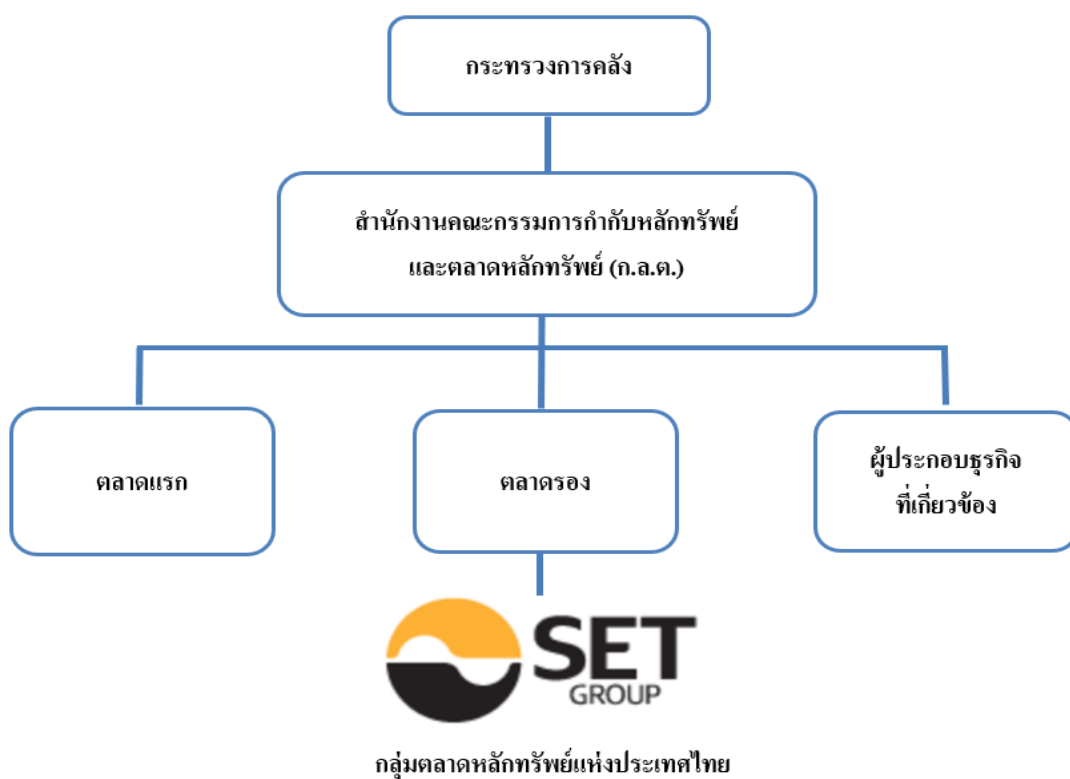 กระทรวงการคลัง
สำนักงานคณะกรรมการกำกับหลักทรัพย์
และตลาดหลักทรัพย์ (ก.ล.ต.)
ตลาดแรก
ตลาดรอง
ผู้ประกอบธุรกิจ
ที่เกี่ยวข้อง
SET
GROUP
กลุ่มตลาดหลักทรัพย์แห่งประเทศไทย